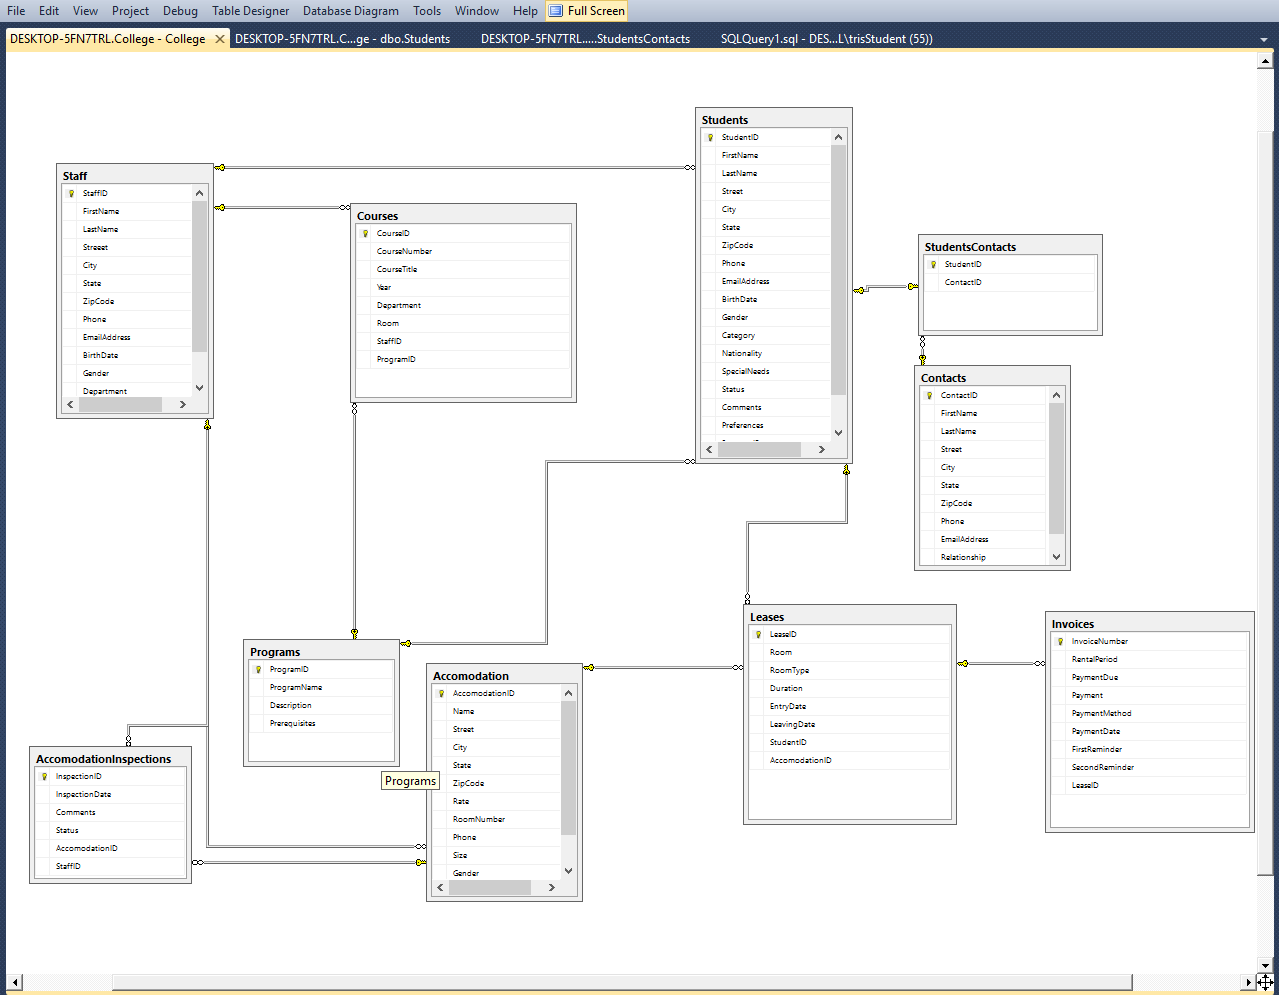 File Edit View Project Debug Table Designer Database Diagram Tools Window Help Full Screen
DESKTOP-5FN7TRL.College - College DESKTOP-5FN7TRL.C...ge - dbo.Students DESKTOP-5FN7TRL.....StudentsContacts SQLQuery1.sql - DES...L\trisStudent (55))
Students
StudentID
FirstName
LastName
Street
City
State
ZipCode
Phone
EmailAddress
BirthDate
Gender
Category
Nationality
SpecialNeeds
Status
Comments
Preferences
Staff
StaffID
FirstName
LastName
Streeet
City
State
ZipCode
Phone
EmailAddress
BirthDate
Gender
Department
Courses
CourseID
CourseNumber
CourseTitle
Year
Department
Room
StaffID
ProgramID
StudentsContacts
StudentID
ContactID
Contacts
ContactID
FirstName
LastName
Street
City
State
ZipCode
Phone
EmailAddress
Relationship
Leases
LeaseID
Room
RoomType
Duration
EntryDate
LeavingDate
StudentID
AccomodationID
Invoices
InvoiceNumber
RentalPeriod
PaymentDue
Payment
PaymentMethod
PaymentDate
FirstReminder
SecondReminder
LeaseID
Programs
ProgramID
ProgramName
Description
Prerequisites
Programs
Accomodation
AccomodationID
Name
Street
City
State
ZipCode
Rate
RoomNumber
Phone
Size
Gender
AccomodationInspections
InspectionID
InspectionDate
Comments
Status
AccomodationID
StaffID